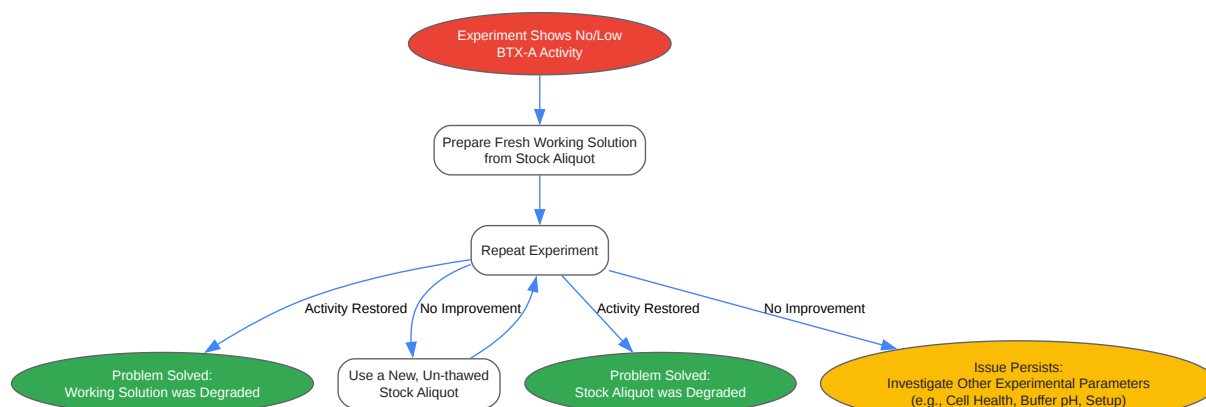 Experiment Shows No/Low
BTX-A Activity
Prepare Fresh Working Solution
from Stock Aliquot
Repeat Experiment
Activity Restored
No Improvement
Activity Restored
No Improvement
Problem Solved:
Working Solution was Degraded
Use a New, Un-thawed
Stock Aliquot
Problem Solved:
Stock Aliquot was Degraded
Issue Persists:
Investigate Other Experimental Parameters
(e.g., Cell Health, Buffer pH, Setup)